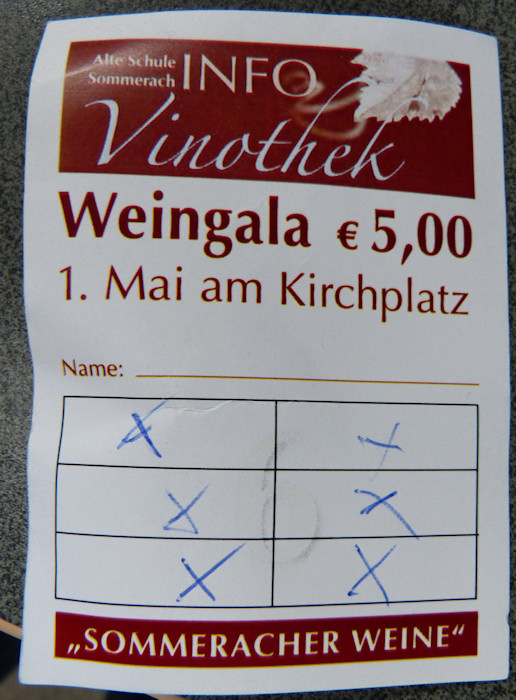 Alte Schule
Sommerach INFO
Vinothek
Weingala € 5,00
1. Mai am Kirchplatz
Name:
X X
X X
X X
„SOMMERACHER WEINE“